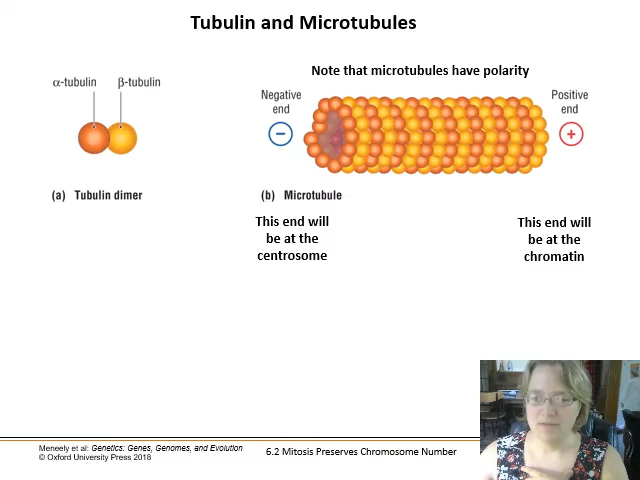 Tubulin and Microtubules
Note that microtubules have polarity
α-tubulin β-tubulin
Negative
end
−
Positive
end
+
(a) Tubulin dimer
(b) Microtubule
This end will
be at the
centrosome
This end will
be at the
chromatin
Meneely et al: Genetics: Genes, Genomes, and Evolution
© Oxford University Press 2018
6.2 Mitosis Preserves Chromosome Number